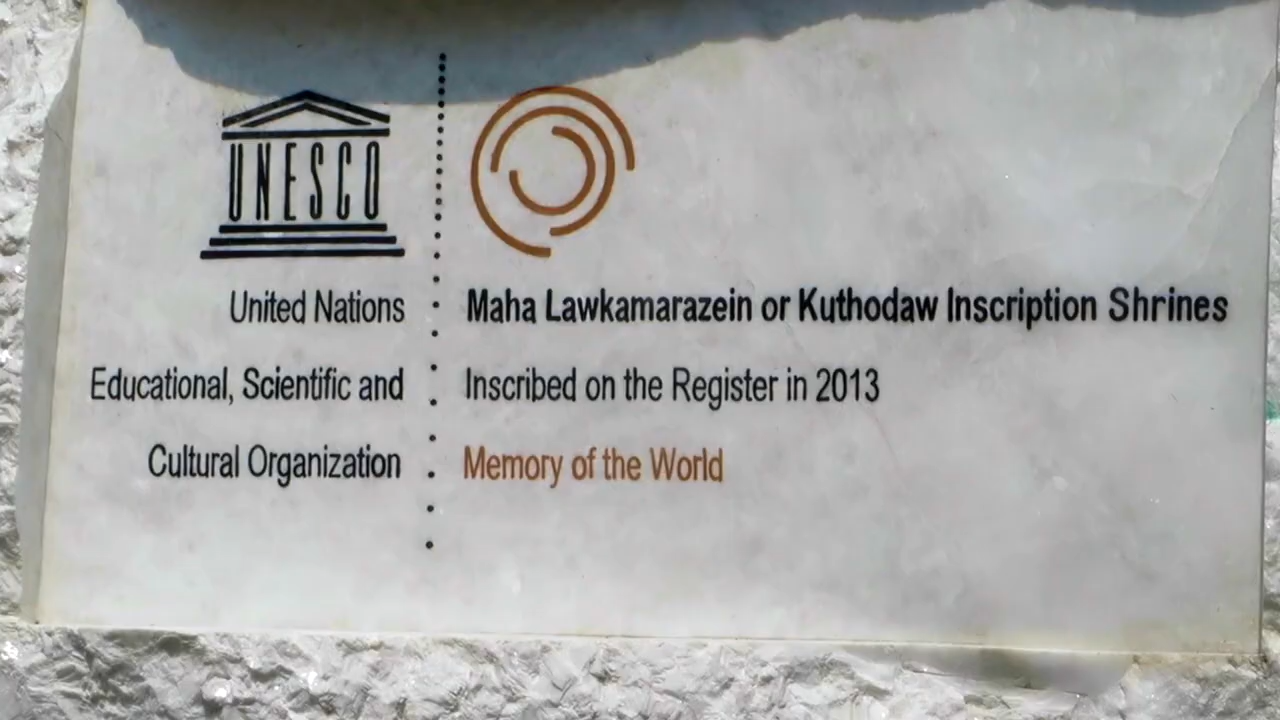 UNESCO
United Nations
Educational, Scientific and
Cultural Organization
Maha Lawkamarazein or Kuthodaw Inscription Shrines
Inscribed on the Register in 2013
Memory of the World